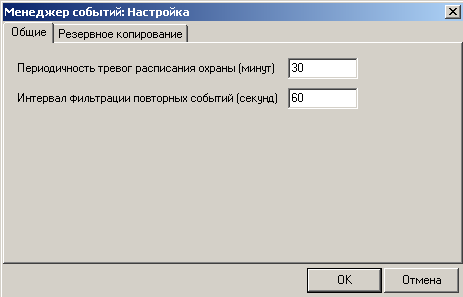 Менеджер событий: Настройка
Общие
Резервное копирование
Периодичность тревог расписания охраны (минут)
30
Интервал фильтрации повторных событий (секунд)
60
OK
Отмена